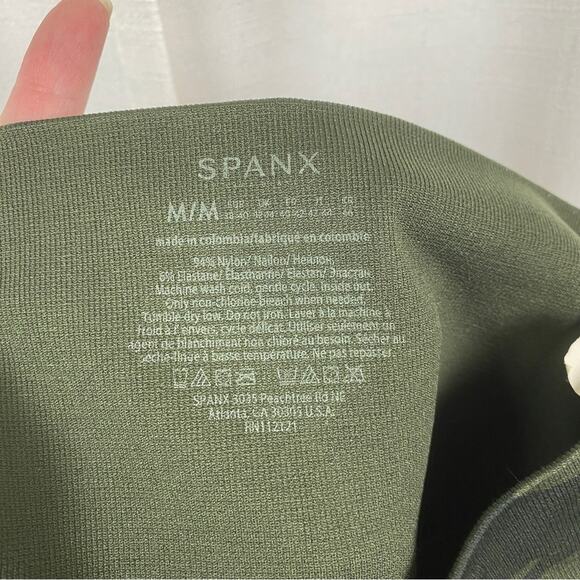 SPANX
M/M
made in colombia/fabriqué en colombie
94% Nylon/ Nailon/ Нейлон,
6% Elastane/ Élasthanne/ Elastan/ Эластан
Machine wash cold, gentle cycle, inside out.
Only non-chlorine bleach when needed.
Tumble dry low. Do not iron. Laver à la machine à
froid à l'envers, cycle délicat. Utiliser seulement un
agent de blanchiment non chloré au besoin. Sécher au
sèche-linge à basse température. Ne pas repasser
SPANX 3035 Peachtree Rd NE
Atlanta, GA 30305 U.S.A.
RN112121